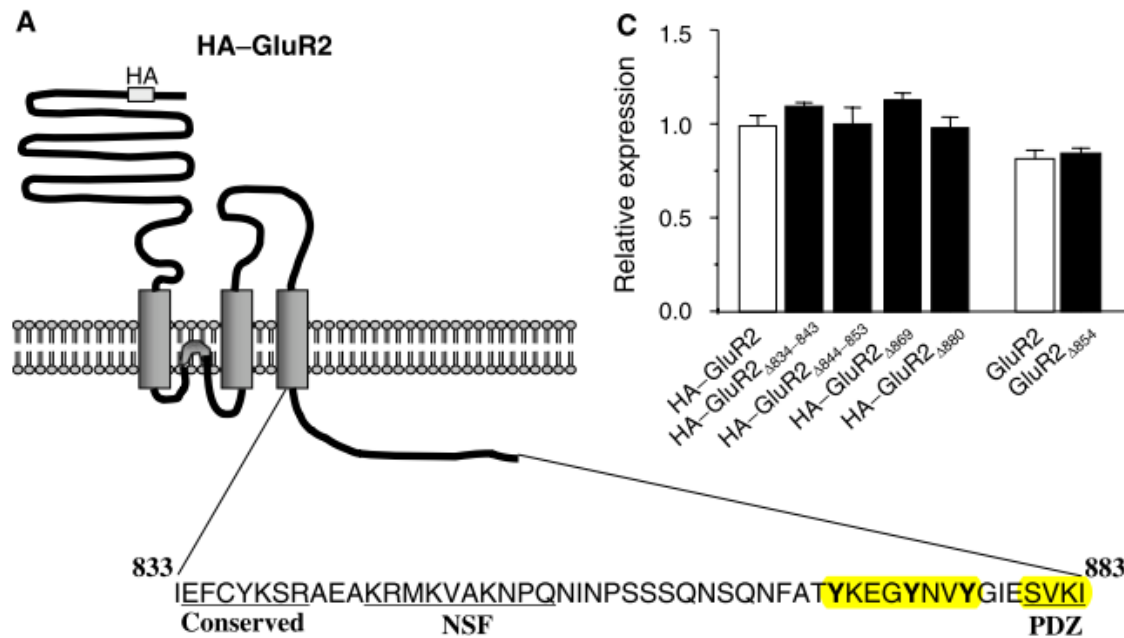 A
HA–GluR2
HA
C
Relative expression
1.5
1.0
0.5
0.0
HA–GluR2
HA–GluR2Δ834–843
HA–GluR2Δ844–853
HA–GluR2Δ869
HA–GluR2Δ880
GluR2
GluR2Δ854
833
883
IEFCYKSRAEAKRMKVAKNPQNINPSSSQNSQNFATYKEGYNVYGIESVKI
Conserved
NSF
PDZ